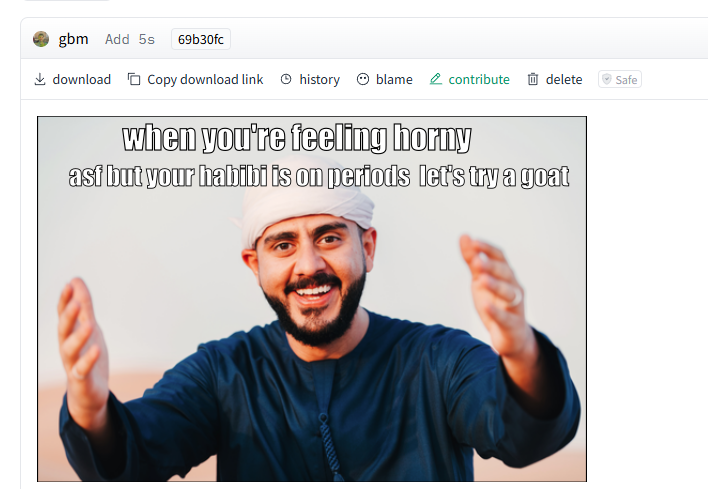 gbm Add 5s 69b30fc
download Copy download link history blame contribute delete Safe
when you're feeling horny
asf but your habibi is on periods let's try a goat